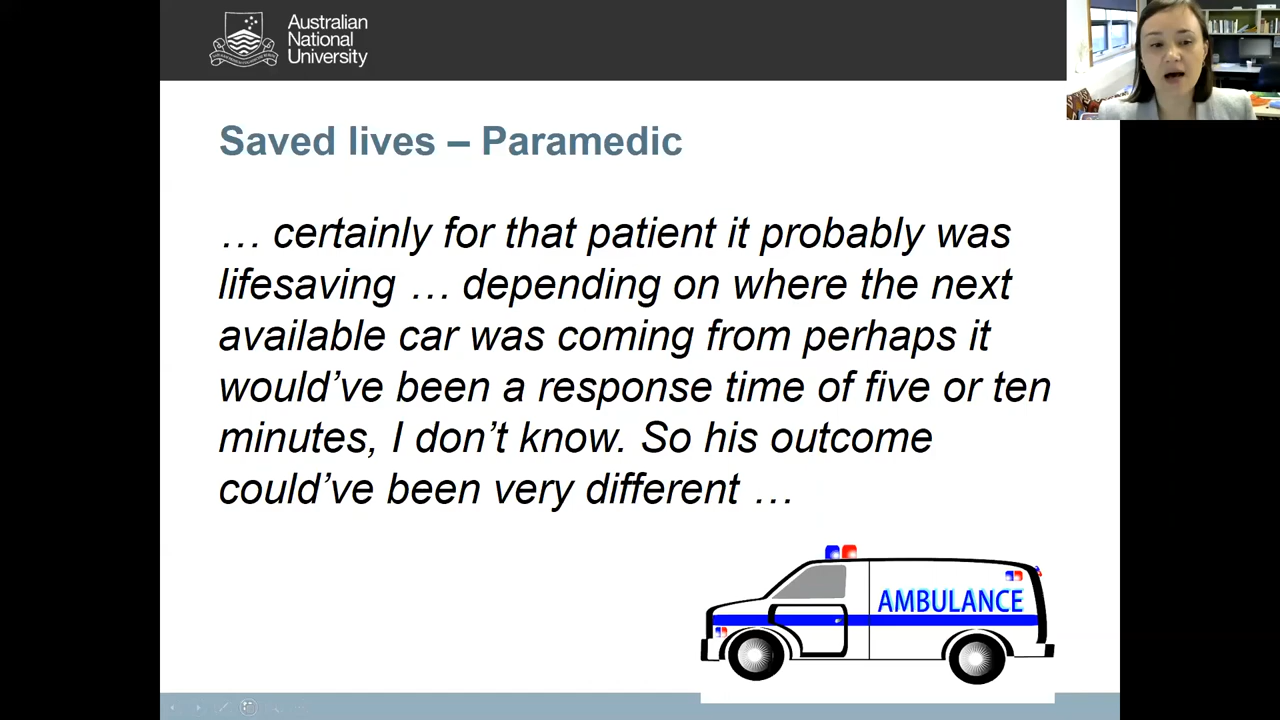 Australian
National
University
Saved lives – Paramedic
… certainly for that patient it probably was
lifesaving … depending on where the next
available car was coming from perhaps it
would’ve been a response time of five or ten
minutes, I don’t know. So his outcome
could’ve been very different …
AMBULANCE